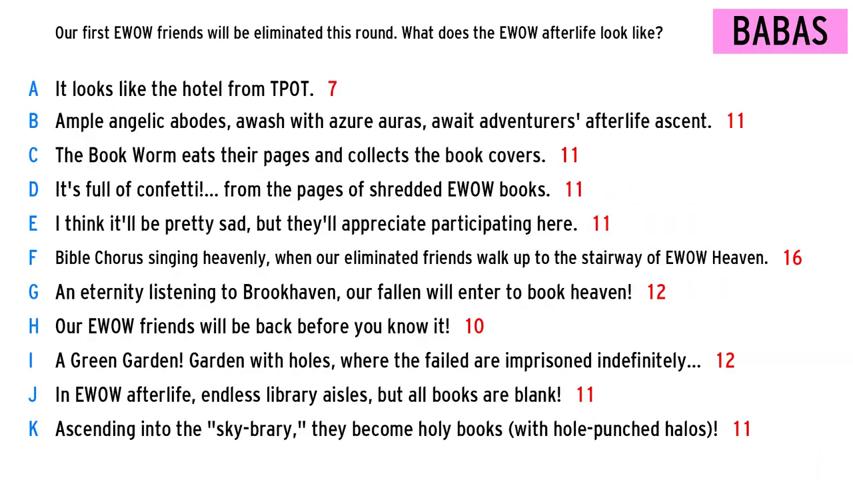 Our first EWOW friends will be eliminated this round. What does the EWOW afterlife look like?
BABAS
A It looks like the hotel from TPOT. 7
B Ample angelic abodes, awash with azure auras, await adventurers' afterlife ascent. 11
C The Book Worm eats their pages and collects the book covers. 11
D It's full of confetti!... from the pages of shredded EWOW books. 11
E I think it'll be pretty sad, but they'll appreciate participating here. 11
F Bible Chorus singing heavenly, when our eliminated friends walk up to the stairway of EWOW Heaven. 16
G An eternity listening to Brookhaven, our fallen will enter to book heaven! 12
H Our EWOW friends will be back before you know it! 10
I A Green Garden! Garden with holes, where the failed are imprisoned indefinitely... 12
J In EWOW afterlife, endless library aisles, but all books are blank! 11
K Ascending into the "sky-brary," they become holy books (with hole-punched halos)! 11